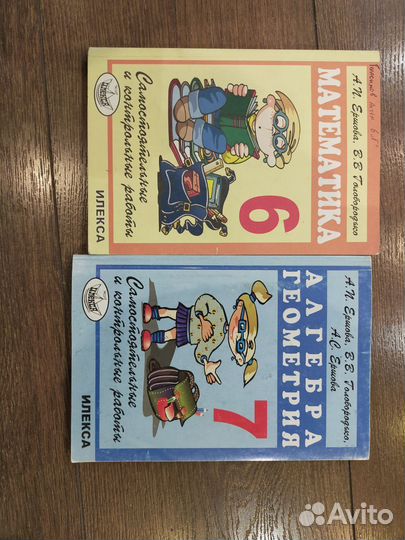 А.П. Ершова, В.В. Голобородько
МАТЕМАТИКА
6
Самостоятельные
и контрольные работы
ИЛЕКСА
А.П. Ершова, В.В. Голобородько,
А.С. Ершова
АЛГЕБРА
ГЕОМЕТРИЯ
7
Самостоятельные
и контрольные работы
ИЛЕКСА
Avito